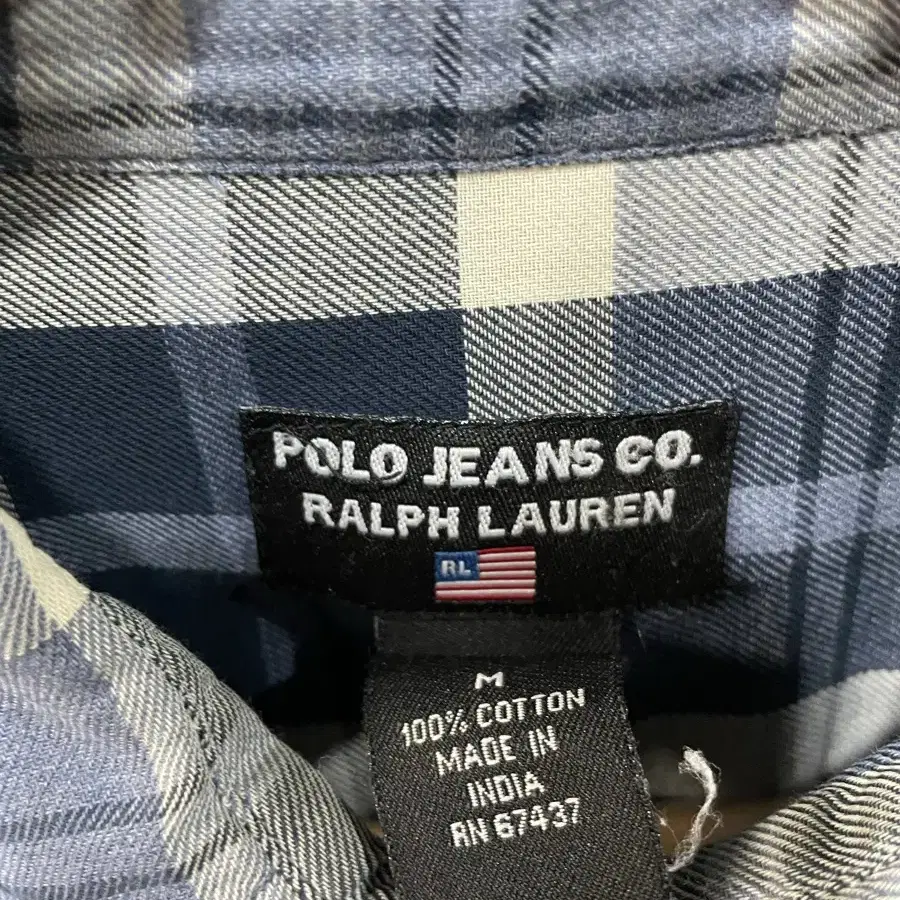 POLO JEANS CO.
RALPH LAUREN
RL
M
100% COTTON
MADE IN
INDIA
RN 67437